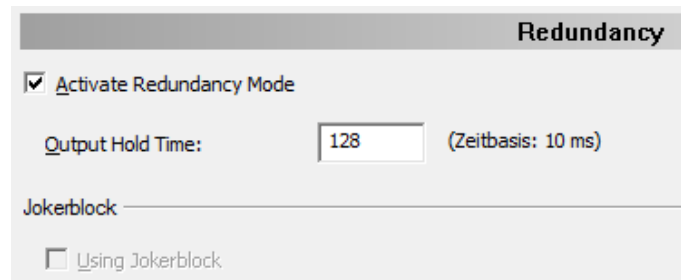 Redundancy
Activate Redundancy Mode
Output Hold Time: 128 (Zeitbasis: 10 ms)
Jokerblock
Using Jokerblock